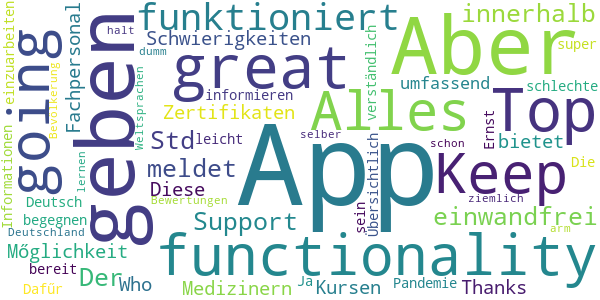 funktioniert
innerhalb
Schwierigkeiten
great
Aber
super
halt
dumm
einzuarbeiten
Fachpersonal
going
geben
Weltsprachen
Bevölkerung
informieren
Zertifikaten
verständlich
umfassend
schlechte
Alles
Top
Std
leicht
selber
Ernst
schon
bietet
App
Keep
meldet
Diese
Übersichtlich
Die
Informationen
lernen
Bewertungen
sein
ziemlich
Deutsch
begegnen
Deutschland
Support
einwandfrei
arm
Möglichkeit
functionality
bereit
Der
Who
Dafür
Medizinern
Ja
Kursen
Pandemie
Thanks